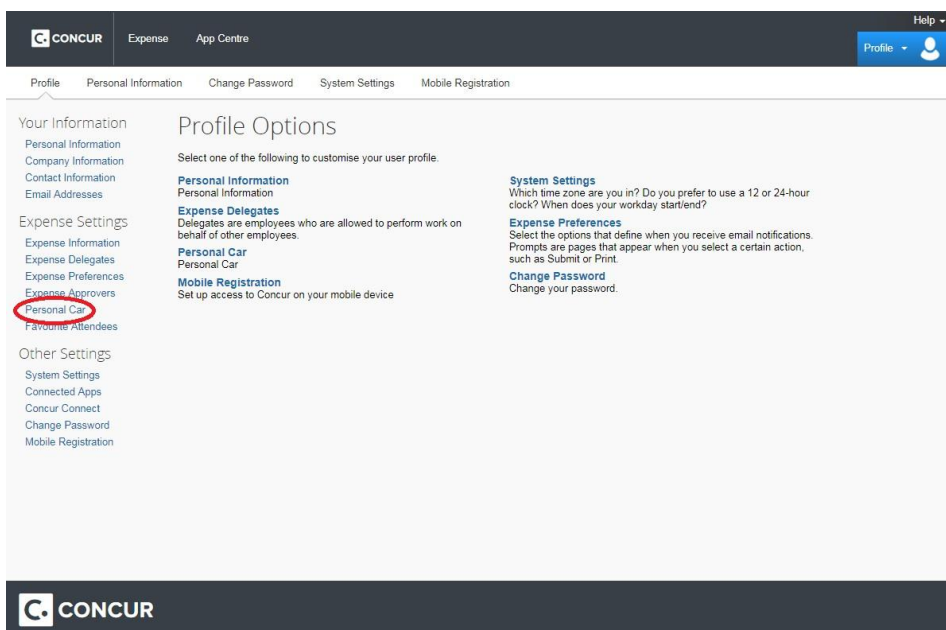 Help
C. CONCUR
Expense
App Centre
Profile
Profile
Personal Information
Change Password
System Settings
Mobile Registration
Your Information
Personal Information
Company Information
Contact Information
Email Addresses
Expense Settings
Expense Information
Expense Delegates
Expense Preferences
Expense Approvers
Personal Car
Favourite Attendees
Other Settings
System Settings
Connected Apps
Concur Connect
Change Password
Mobile Registration
Profile Options
Select one of the following to customise your user profile.
Personal Information
Personal Information
Expense Delegates
Delegates are employees who are allowed to perform work on
behalf of other employees.
Personal Car
Personal Car
Mobile Registration
Set up access to Concur on your mobile device
System Settings
Which time zone are you in? Do you prefer to use a 12 or 24-hour
clock? When does your workday start/end?
Expense Preferences
Select the options that define when you receive email notifications.
Prompts are pages that appear when you select a certain action,
such as Submit or Print.
Change Password
Change your password.
C. CONCUR